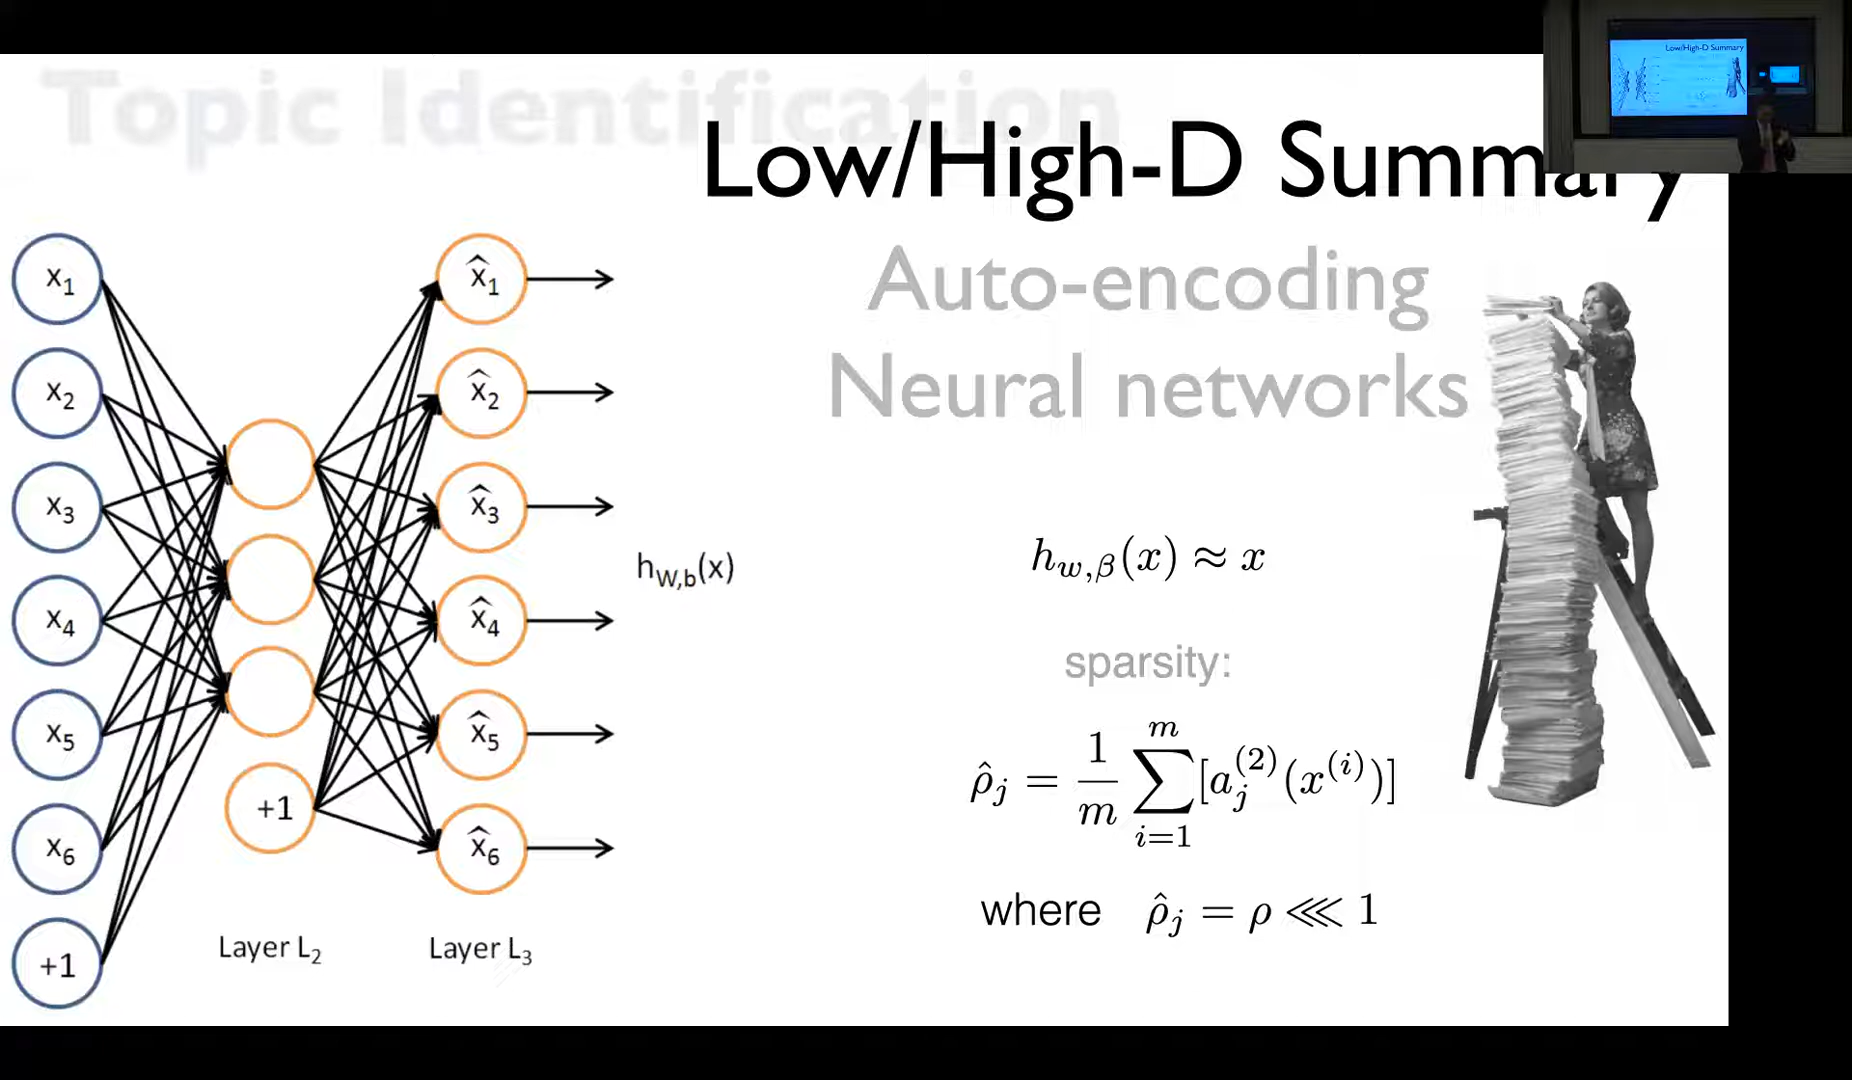 Topic Identification
Low/High-D Summary
Auto-encoding
Neural networks
x₁
x₂
x₃
x₄
x₅
x₆
+1
+1
Layer L₂
x̂₁
x̂₂
x̂₃
x̂₄
x̂₅
x̂₆
Layer L₃
h_W,b(x)
h_w,β(x) ≈ x
sparsity:
ρ̂_j = 1/m ∑_{i=1}^{m} [a_j^(2)(x^(i))]
where ρ̂_j = ρ ⋘ 1
Low/High-D Summary